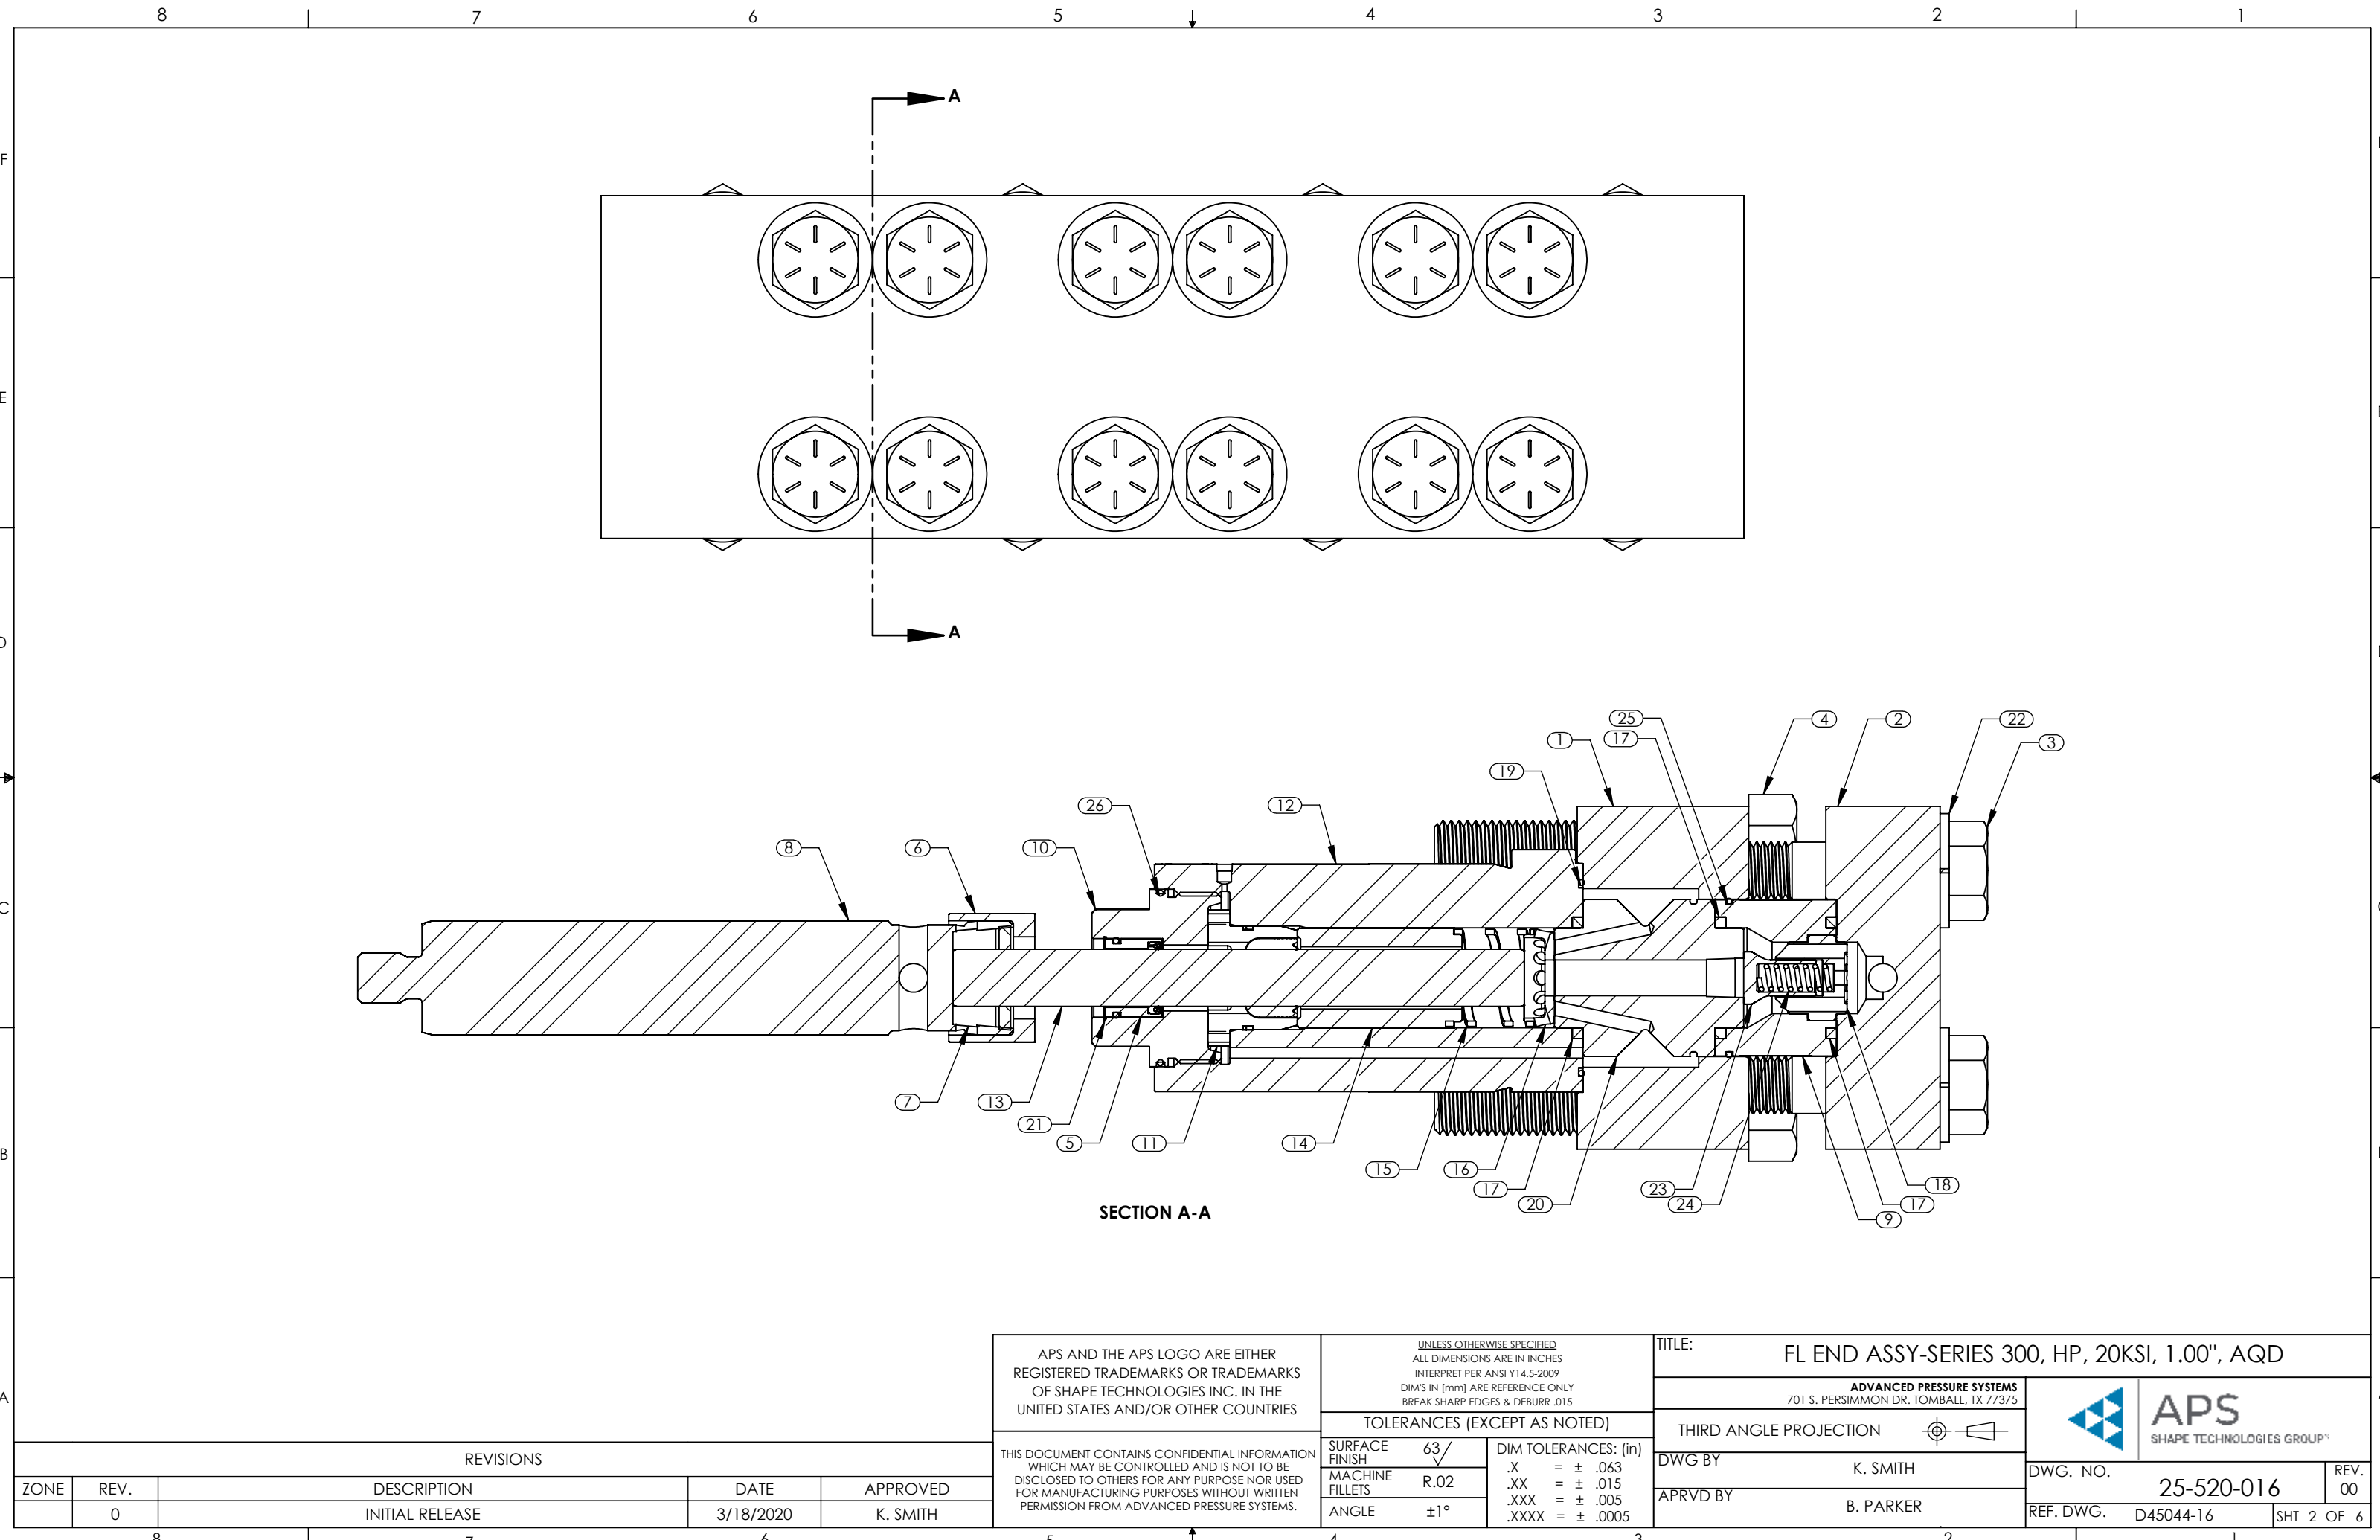 8 7 6 5 4 3 2 1
A
F
E
D
A
25 4 2 22
1 17 3
19
26 12
8 6 10
C
7 13
21
5 11 14
B
15 16
17 23 18
20 24 17
9
SECTION A-A
A
APS AND THE APS LOGO ARE EITHER
REGISTERED TRADEMARKS OR TRADEMARKS
OF SHAPE TECHNOLOGIES INC. IN THE
UNITED STATES AND/OR OTHER COUNTRIES
THIS DOCUMENT CONTAINS CONFIDENTIAL INFORMATION
WHICH MAY BE CONTROLLED AND IS NOT TO BE
DISCLOSED TO OTHERS FOR ANY PURPOSE NOR USED
FOR MANUFACTURING PURPOSES WITHOUT WRITTEN
PERMISSION FROM ADVANCED PRESSURE SYSTEMS.
UNLESS OTHERWISE SPECIFIED
ALL DIMENSIONS ARE IN INCHES
INTERPRET PER ANSI Y14.5-2009
DIM'S IN [mm] ARE REFERENCE ONLY
BREAK SHARP EDGES & DEBURR .015
TOLERANCES (EXCEPT AS NOTED)
SURFACE FINISH 63
MACHINE FILLETS R.02
ANGLE ±1°
DIM TOLERANCES: (in)
.X = ± .063
.XX = ± .015
.XXX = ± .005
.XXXX = ± .0005
TITLE: FL END ASSY-SERIES 300, HP, 20KSI, 1.00", AQD
ADVANCED PRESSURE SYSTEMS
701 S. PERSIMMON DR. TOMBALL, TX 77375
THIRD ANGLE PROJECTION
DWG BY K. SMITH
APRVD BY B. PARKER
APS
SHAPE TECHNOLOGIES GROUP
DWG. NO. 25-520-016 REV. 00
REF. DWG. D45044-16 SHT 2 OF 6
REVISIONS
ZONE REV. DESCRIPTION DATE APPROVED
0 INITIAL RELEASE 3/18/2020 K. SMITH